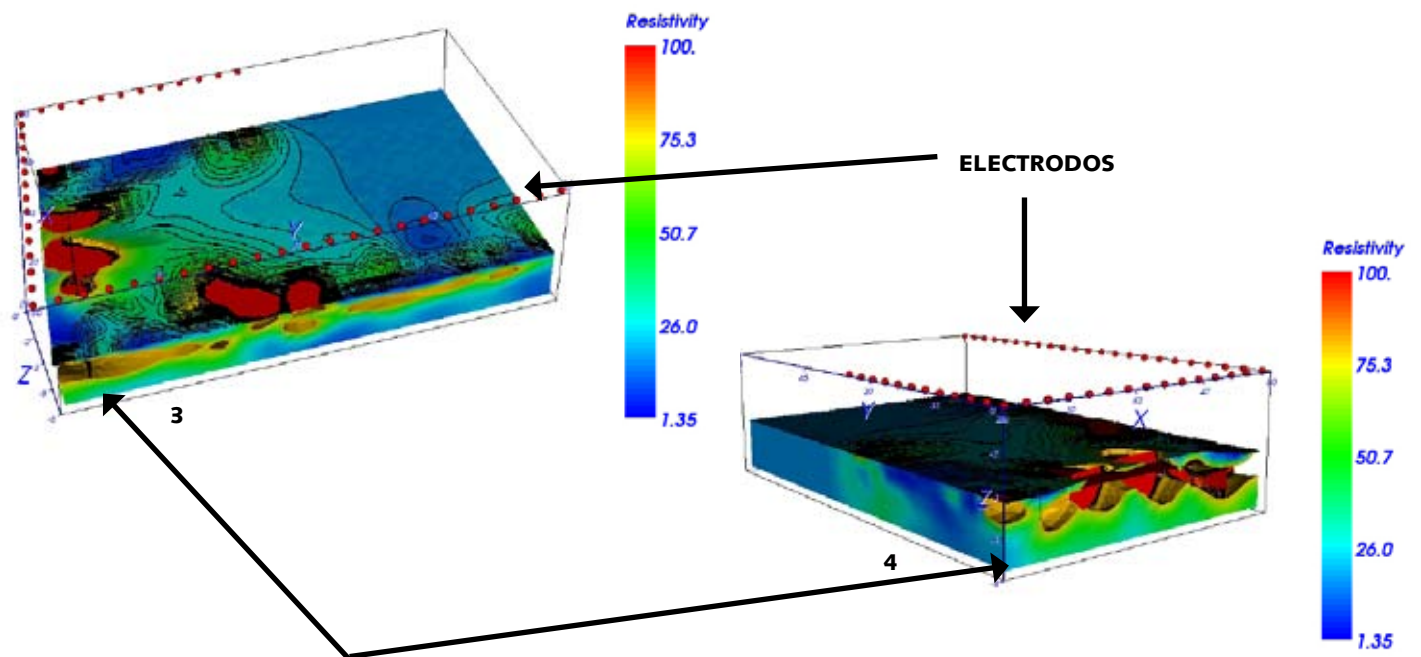 Resistivity
100.
75.3
50.7
26.0
1.35
ELECTRODOS
X
Y
Z
3
Resistivity
100.
75.3
50.7
26.0
1.35
Y
X
Z
4